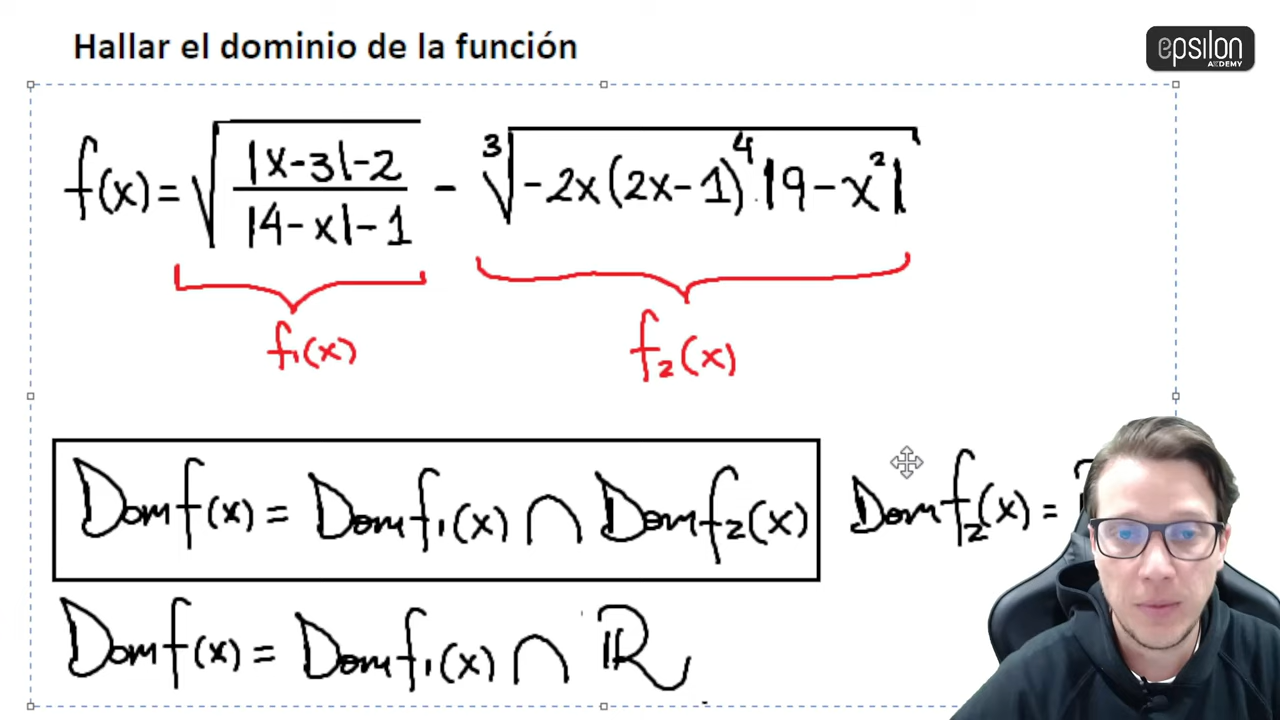 Hallar el dominio de la función
epsilon
AKDEMY
f(x) = √((|x-3|-2)/(|4-x|-1)) - ∛(-2x(2x-1)⁴|9-x²|)
f₁(x) f₂(x)
Dom f(x) = Dom f₁(x) ∩ Dom f₂(x) Dom f₂(x) =
Dom f(x) = Dom f₁(x) ∩ ℝ